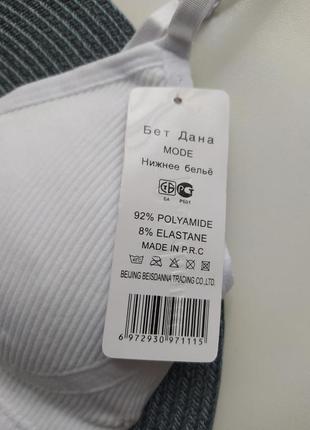 Бет Дана
MODE
Нижнее бельё
92% POLYAMIDE
8% ELASTANE
MADE IN P.R.C
BEIJING BEISDANNA TRADING CO.,LTD.
6 972930 971115